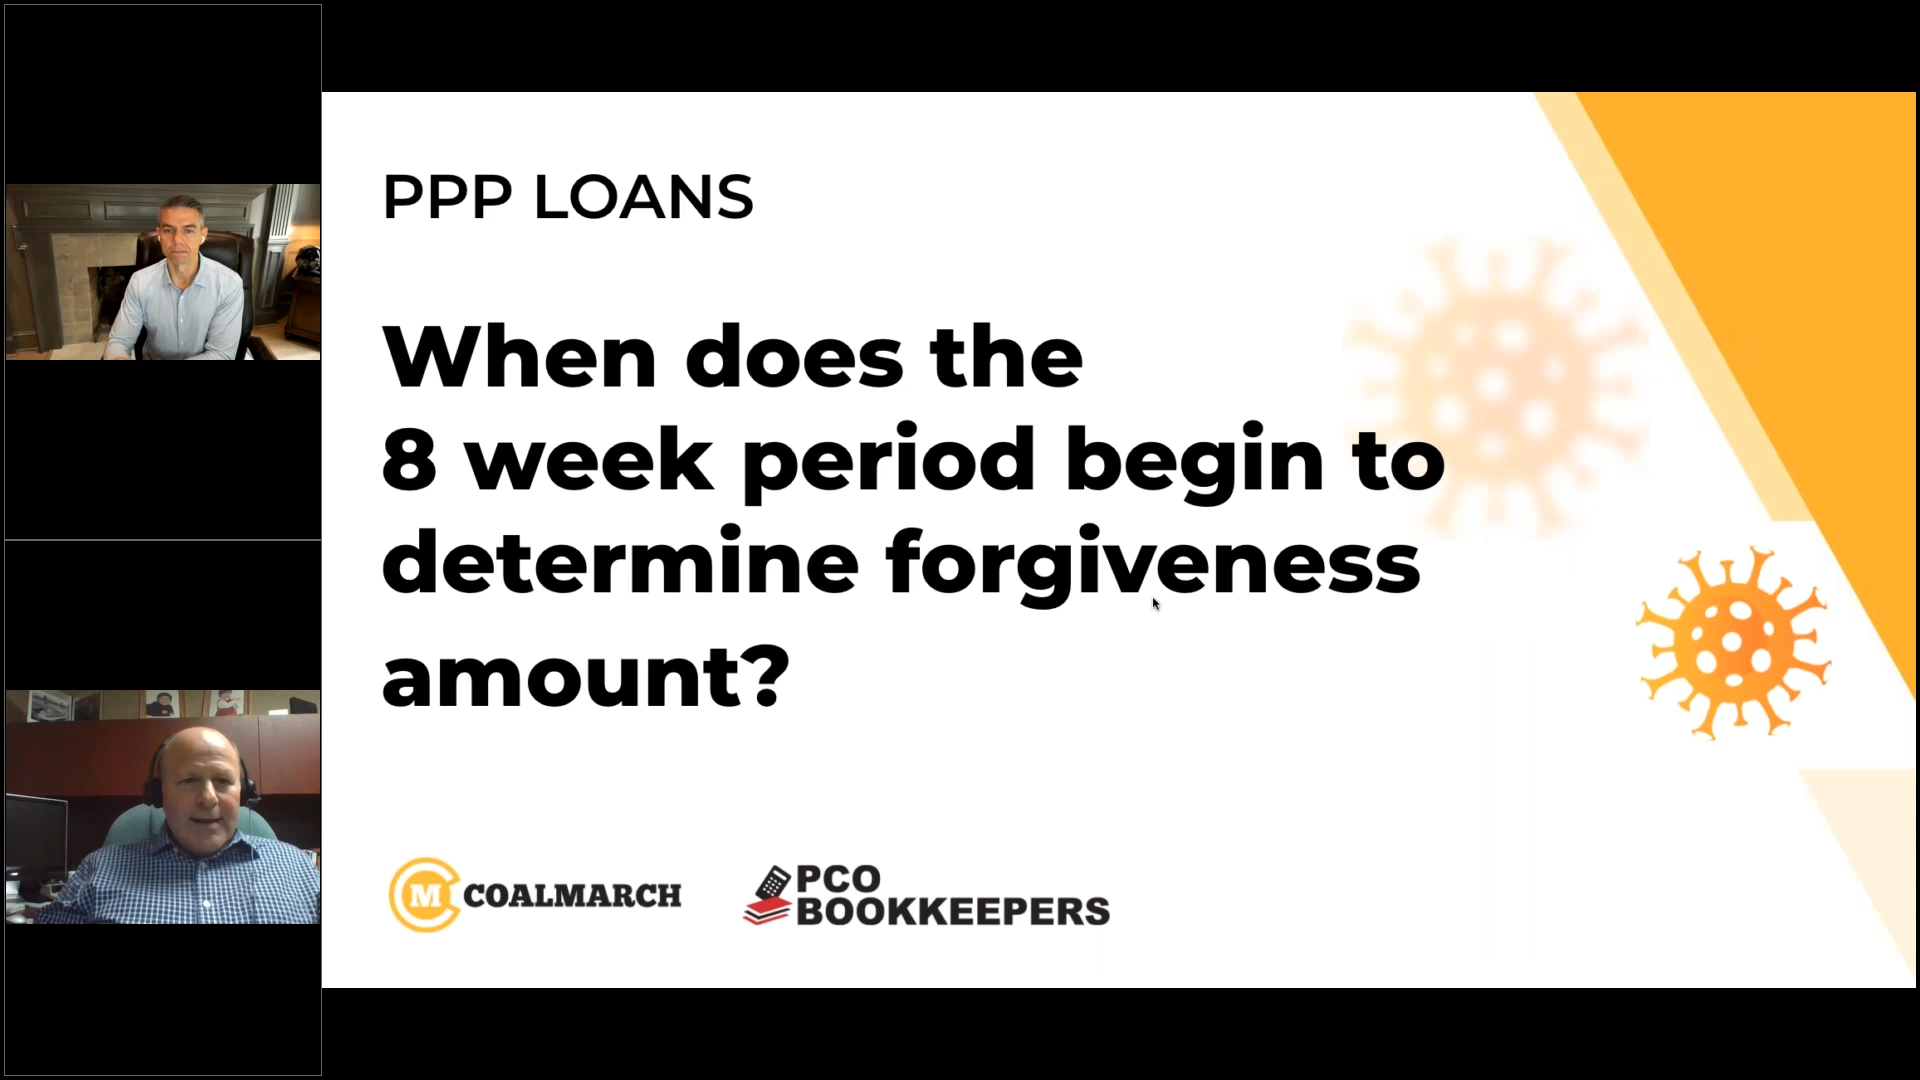 PPP LOANS
When does the
8 week period begin to
determine forgiveness
amount?
M COALMARCH
PCO
BOOKKEEPERS